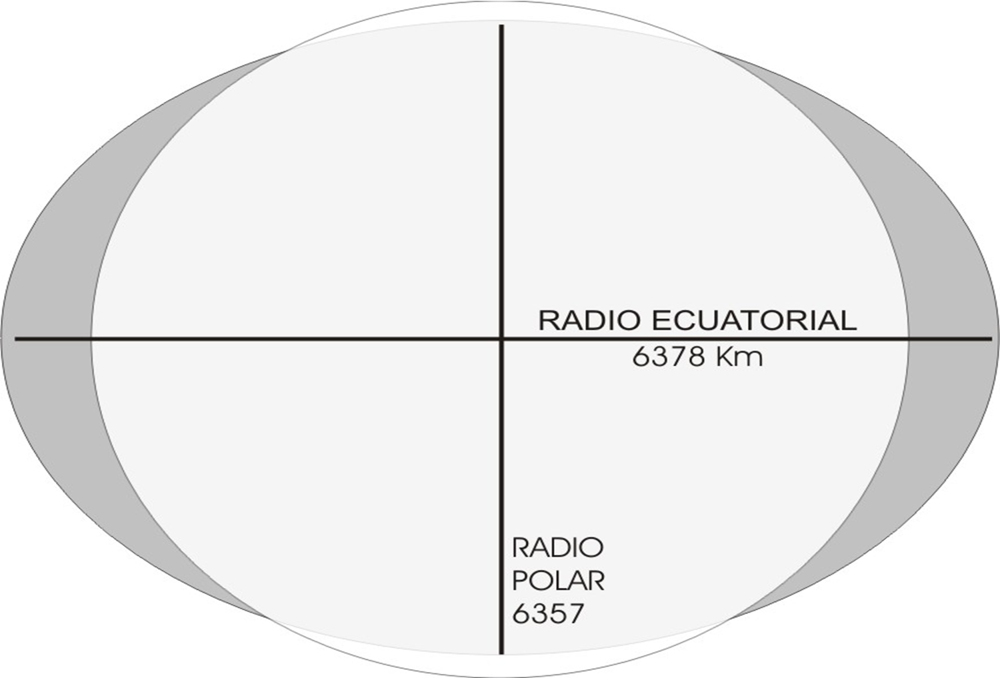 RADIO ECUATORIAL
6378 Km
RADIO
POLAR
6357